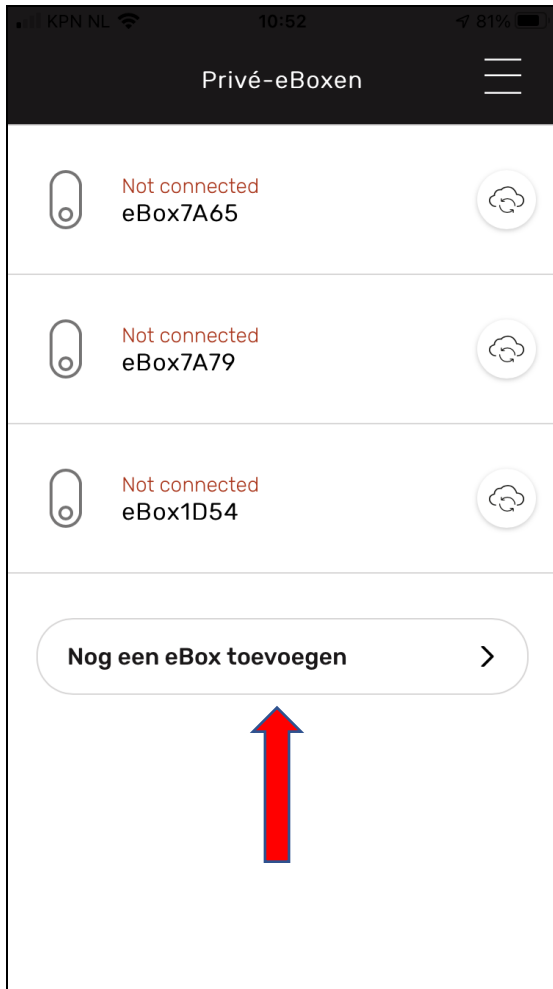 KPN NL 10:52 81%
Privé-eBoxen
Not connected
eBox7A65
Not connected
eBox7A79
Not connected
eBox1D54
Nog een eBox toevoegen